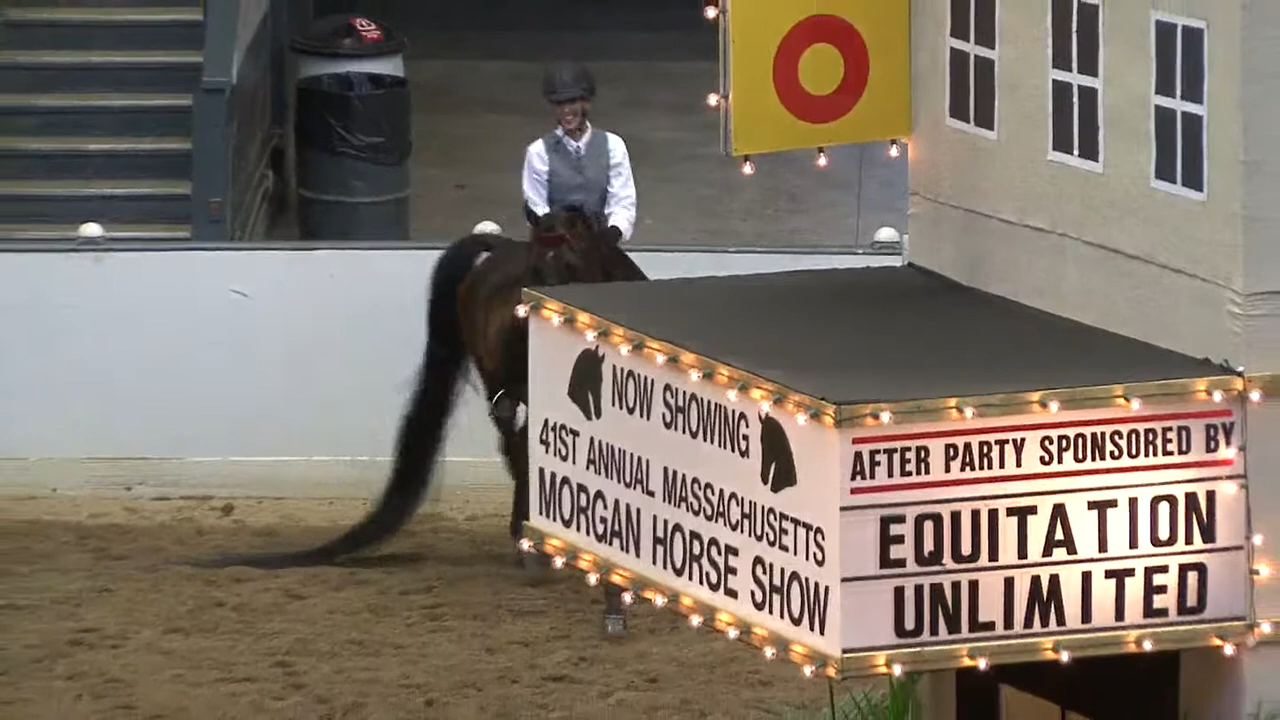 NOW SHOWING
41ST ANNUAL MASSACHUSETTS
MORGAN HORSE SHOW
AFTER PARTY SPONSORED BY
EQUITATION
UNLIMITED